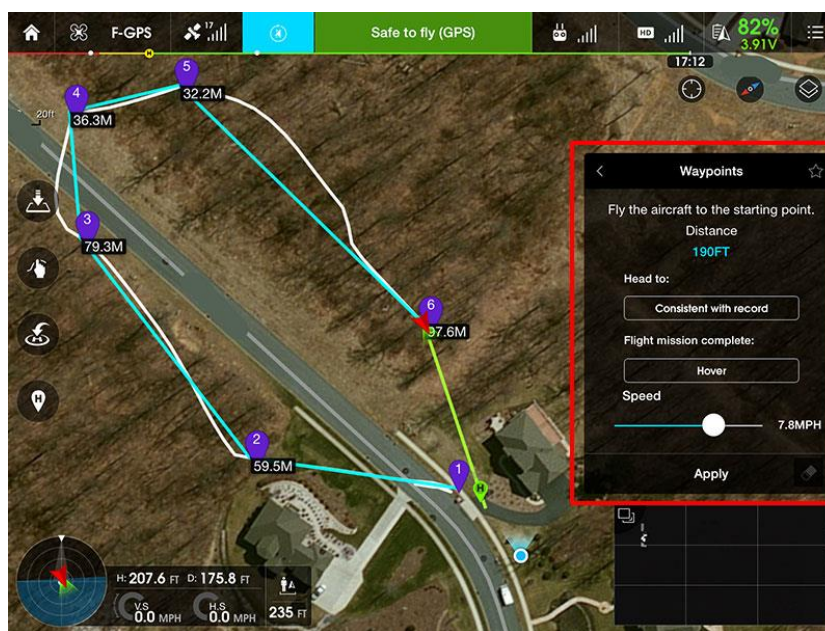 F-GPS
17
Safe to fly (GPS)
HD
82%
3.91V
17:12
5
32.2M
4
36.3M
20ft
3
79.3M
Waypoints
Fly the aircraft to the starting point.
Distance
190FT
Head to:
Consistent with record
Flight mission complete:
Hover
Speed
7.8MPH
Apply
6
97.6M
2
59.5M
1
H
H
H: 207.6 FT D: 175.8 FT
V.S
0.0 MPH
H.S
0.0 MPH
235 FT